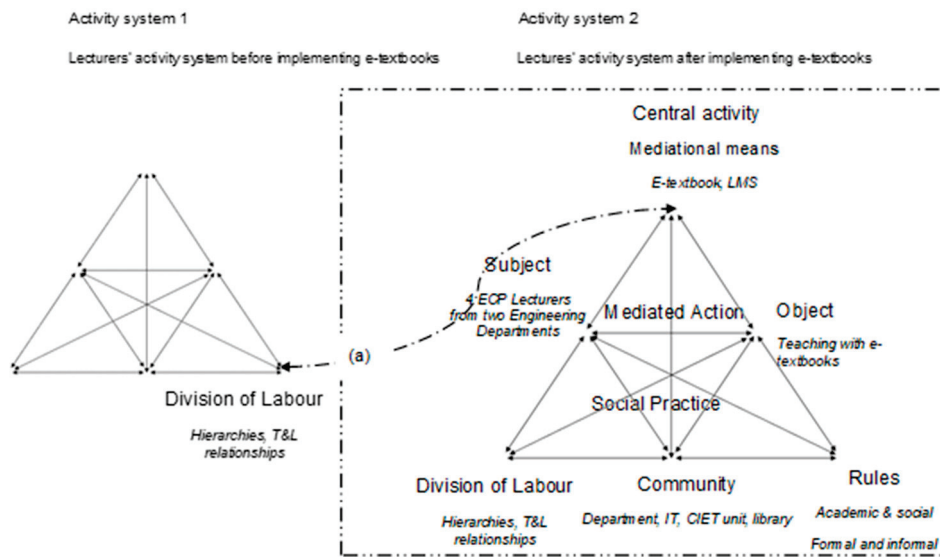 Activity system 1
Activity system 2
Lecturers' activity system before implementing e-textbooks
Lectures' activity system after implementing e-textbooks
Central activity
Mediational means
E-textbook, LMS
Subject
4 ECP Lecturers
from two Engineering
Departments
Mediated Action
Object
Teaching with e-
textbooks
(a)
Division of Labour
Hierarchies, T&L
relationships
Social Practice
Division of Labour
Hierarchies, T&L
relationships
Community
Department, IT, CIET unit, library
Rules
Academic & social
Formal and informal